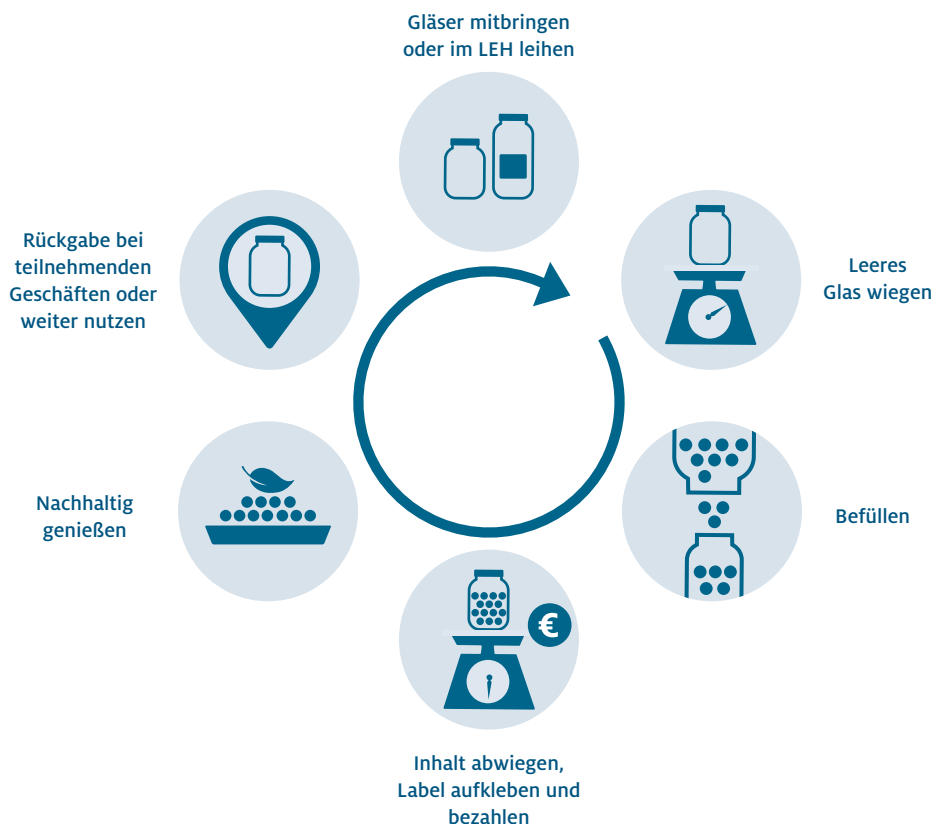 Gläser mitbringen
oder im LEH leihen
Leeres
Glas wiegen
Befüllen
€
Inhalt abwiegen,
Label aufkleben und
bezahlen
Nachhaltig
genießen
Rückgabe bei
teilnehmenden
Geschäften oder
weiter nutzen